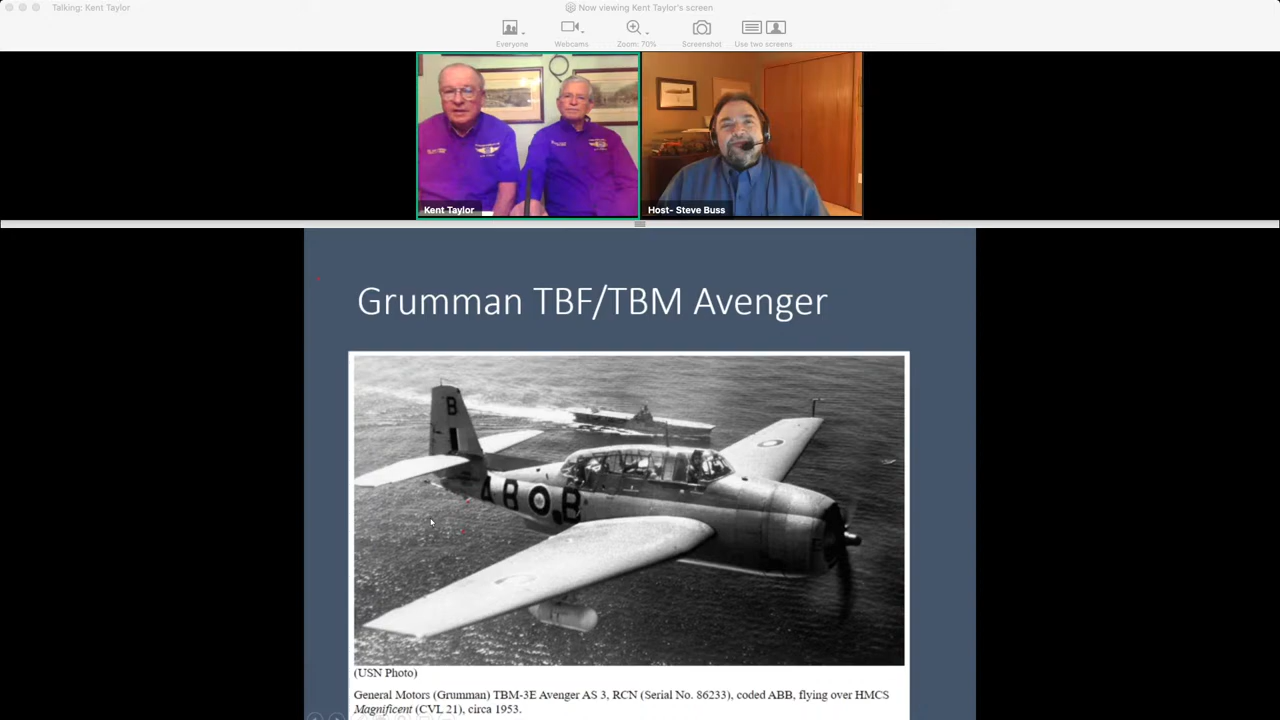 Talking: Kent Taylor
Now viewing Kent Taylor's screen
Everyone
Webcams
Zoom: 70%
Screenshot
Use two screens
Kent Taylor
Host- Steve Buss
Grumman TBF/TBM Avenger
B
ABOB
(USN Photo)
General Motors (Grumman) TBM-3E Avenger AS 3, RCN (Serial No. 86233), coded ABB, flying over HMCS
Magnificent (CVL 21), circa 1953.